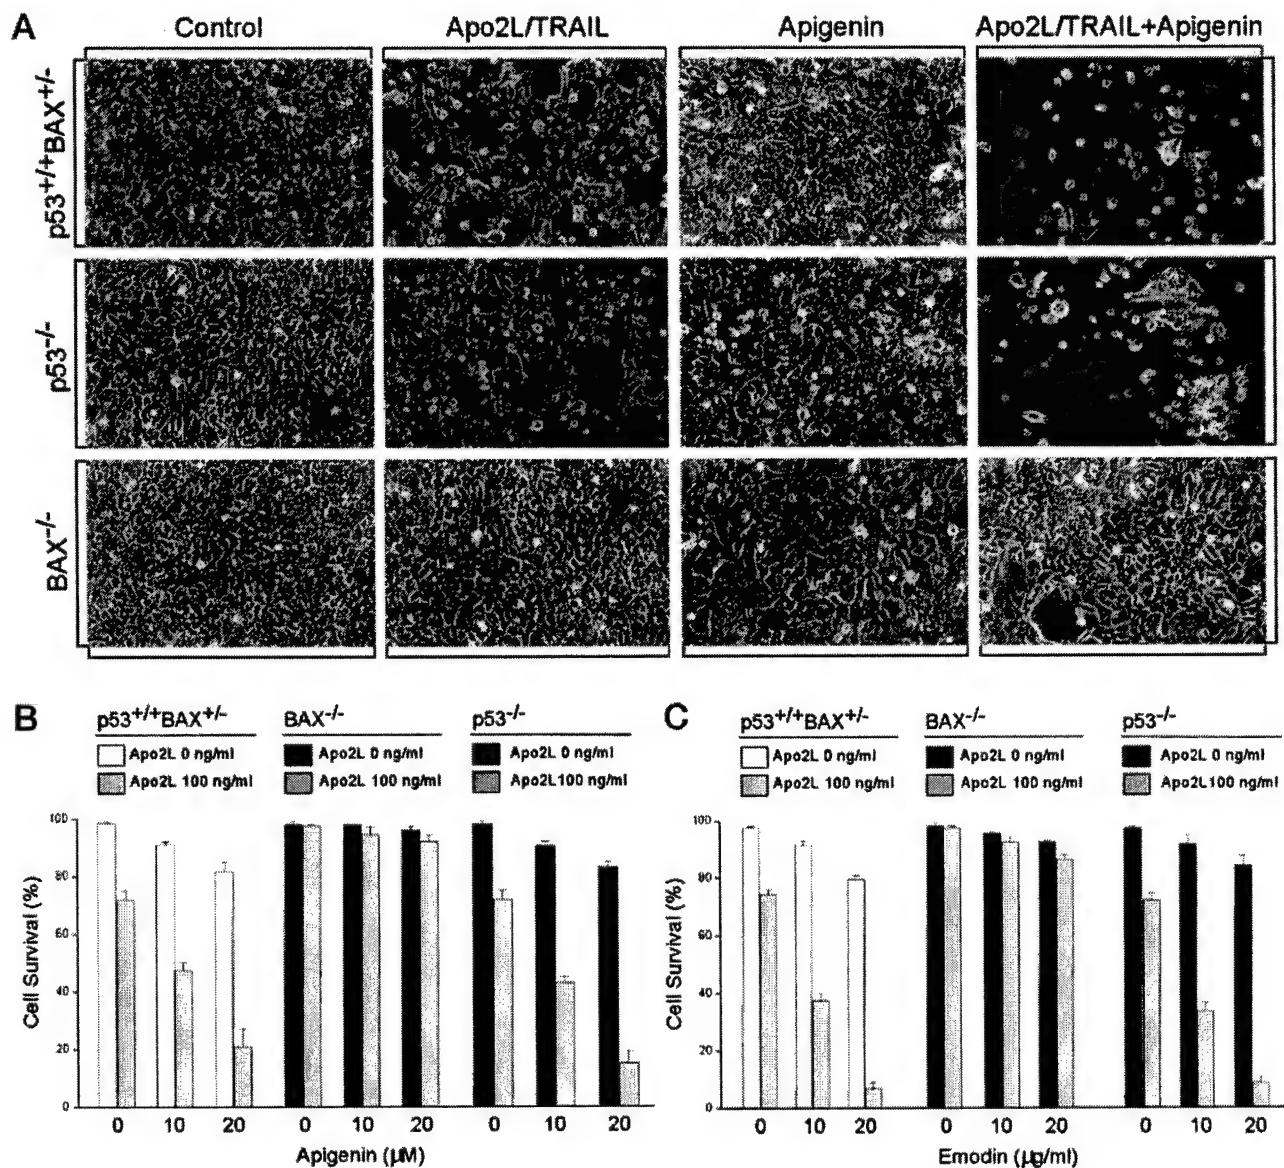 A
Control Apo2L/TRAIL Apigenin Apo2L/TRAIL+Apigenin
p53+/+BAX+/-
p53-/-
BAX-/-
B
p53+/+BAX+/- BAX-/- p53-/-
Apo2L 0 ng/ml Apo2L 0 ng/ml Apo2L 0 ng/ml
Apo2L 100 ng/ml Apo2L 100 ng/ml Apo2L100 ng/ml
Cell Survival (%)
100
80
60
40
20
0
0 10 20 0 10 20 0 10 20
Apigenin (μM)
C
p53+/+BAX+/- BAX-/- p53-/-
Apo2L 0 ng/ml Apo2L 0 ng/ml Apo2L 0 ng/ml
Apo2L100 ng/ml Apo2L 100 ng/ml Apo2L100 ng/ml
Cell Survival (%)
100
80
60
40
20
0
0 10 20 0 10 20 0 10 20
Emodin (μg/ml)